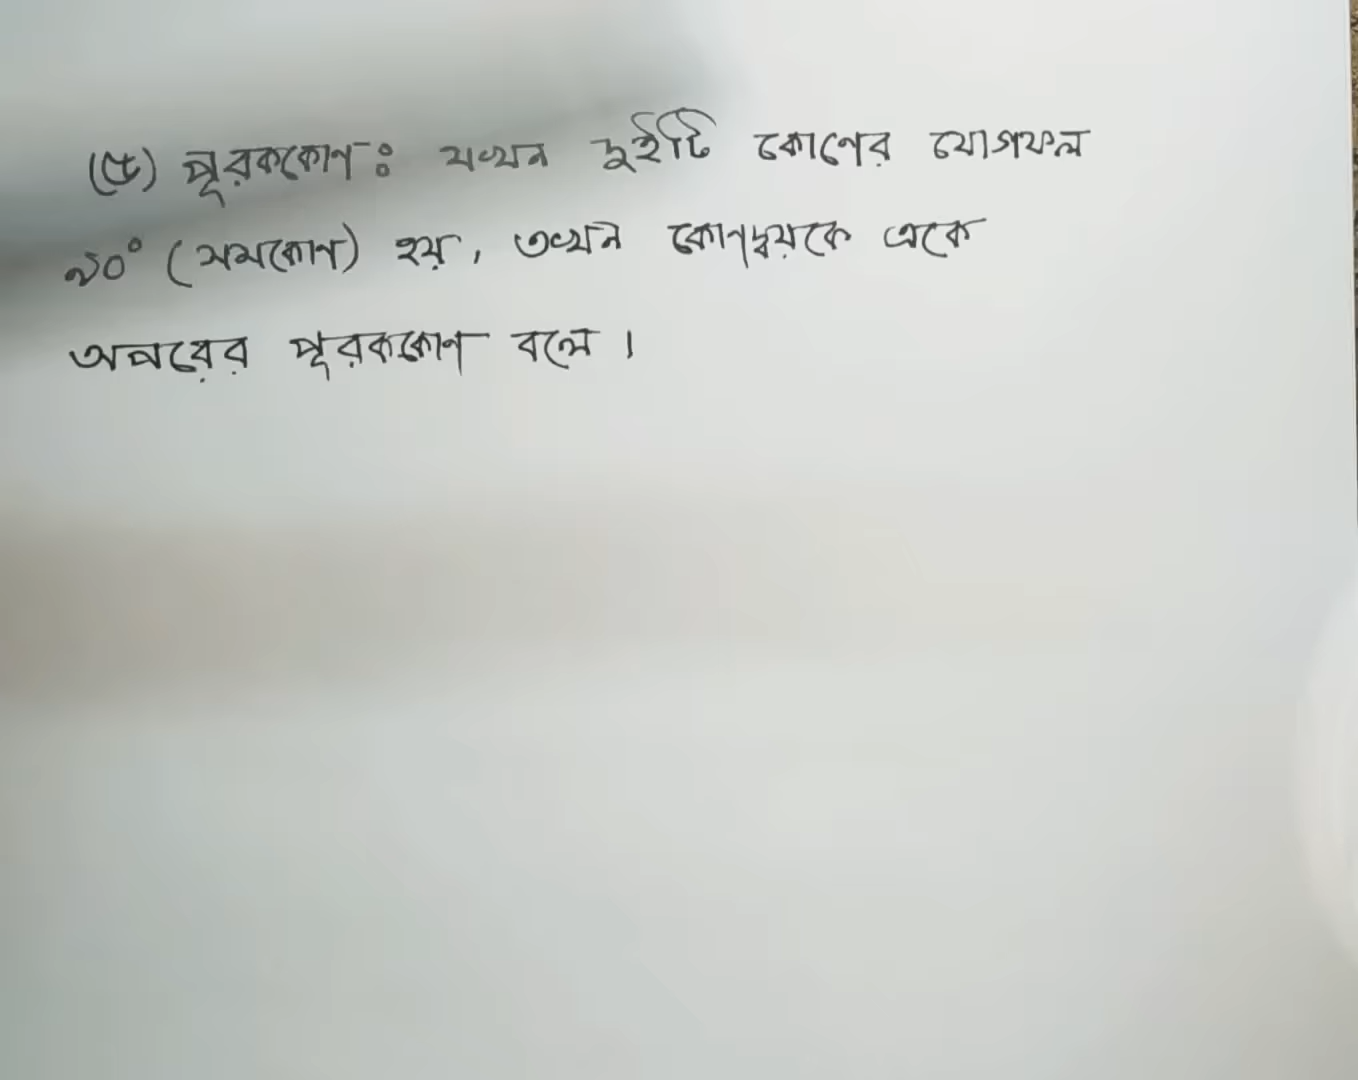 (৫) পূরককোণঃ যখন দুইটি কোণের যোগফল
৯০° (সমকোণ) হয়, তখন কোণদ্বয়কে একে
অপরের পূরককোণ বলে।